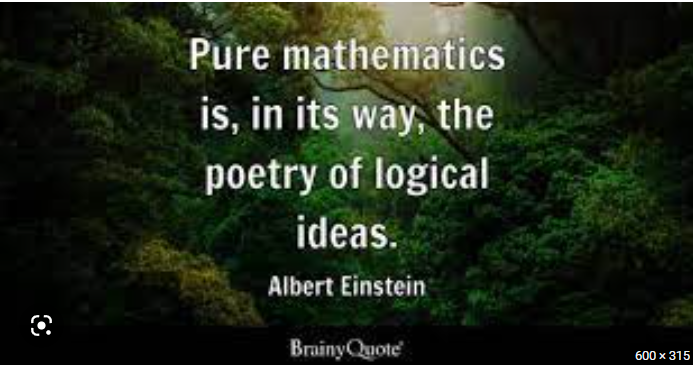 Pure mathematics
is, in its way, the
poetry of logical
ideas.
Albert Einstein
BrainyQuote®
600 × 315